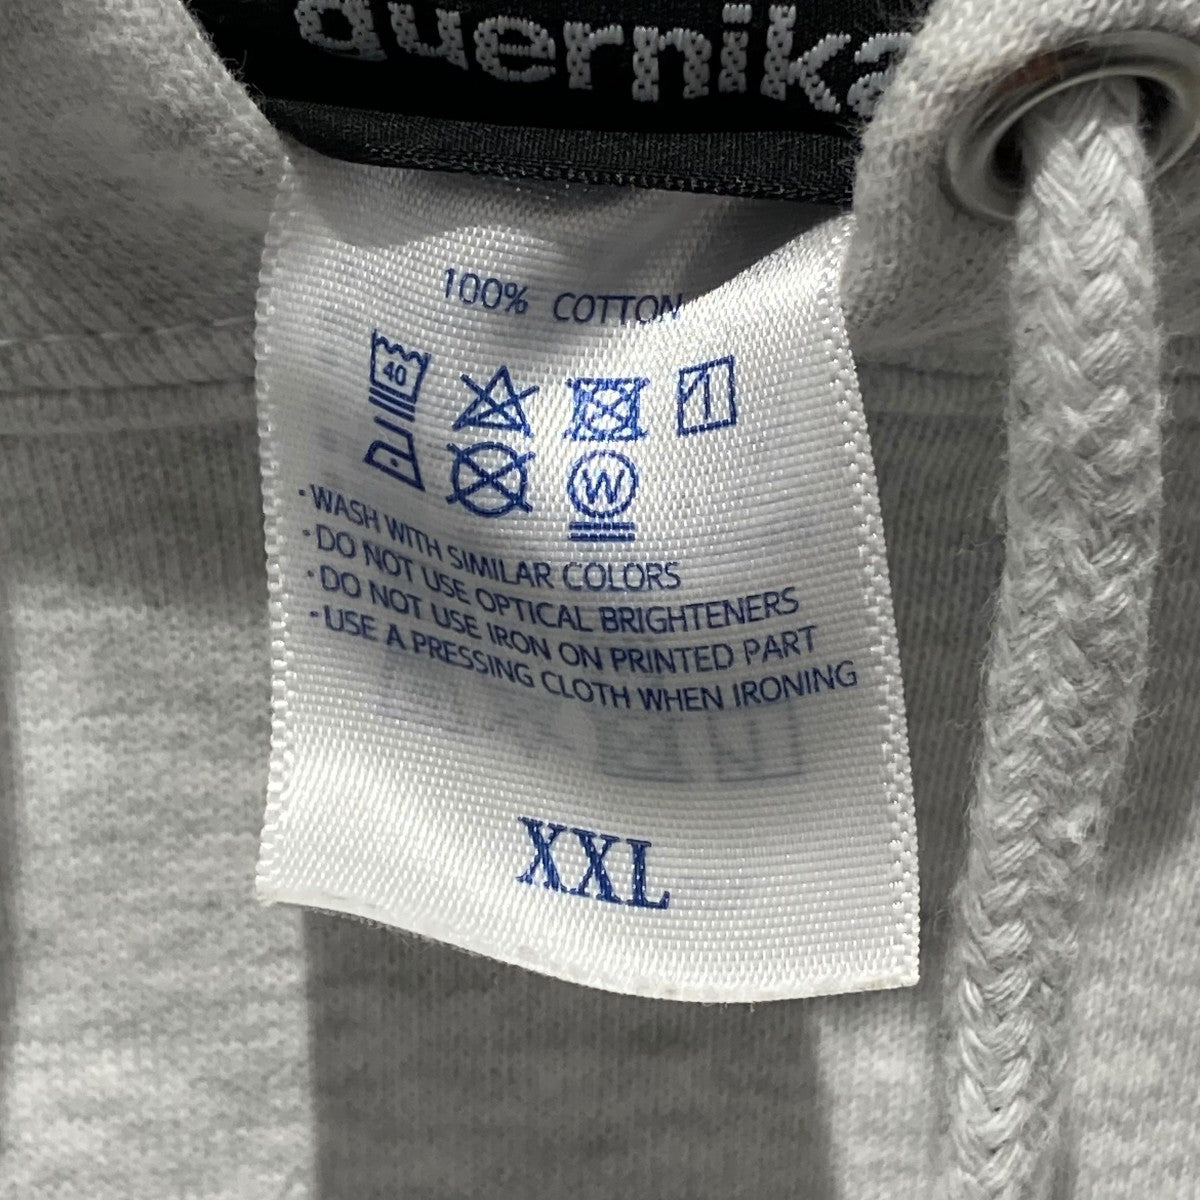 guernika
100% COTTON
40
W
· WASH WITH SIMILAR COLORS
· DO NOT USE OPTICAL BRIGHTENERS
· DO NOT USE IRON ON PRINTED PART
· USE A PRESSING CLOTH WHEN IRONING
XXL